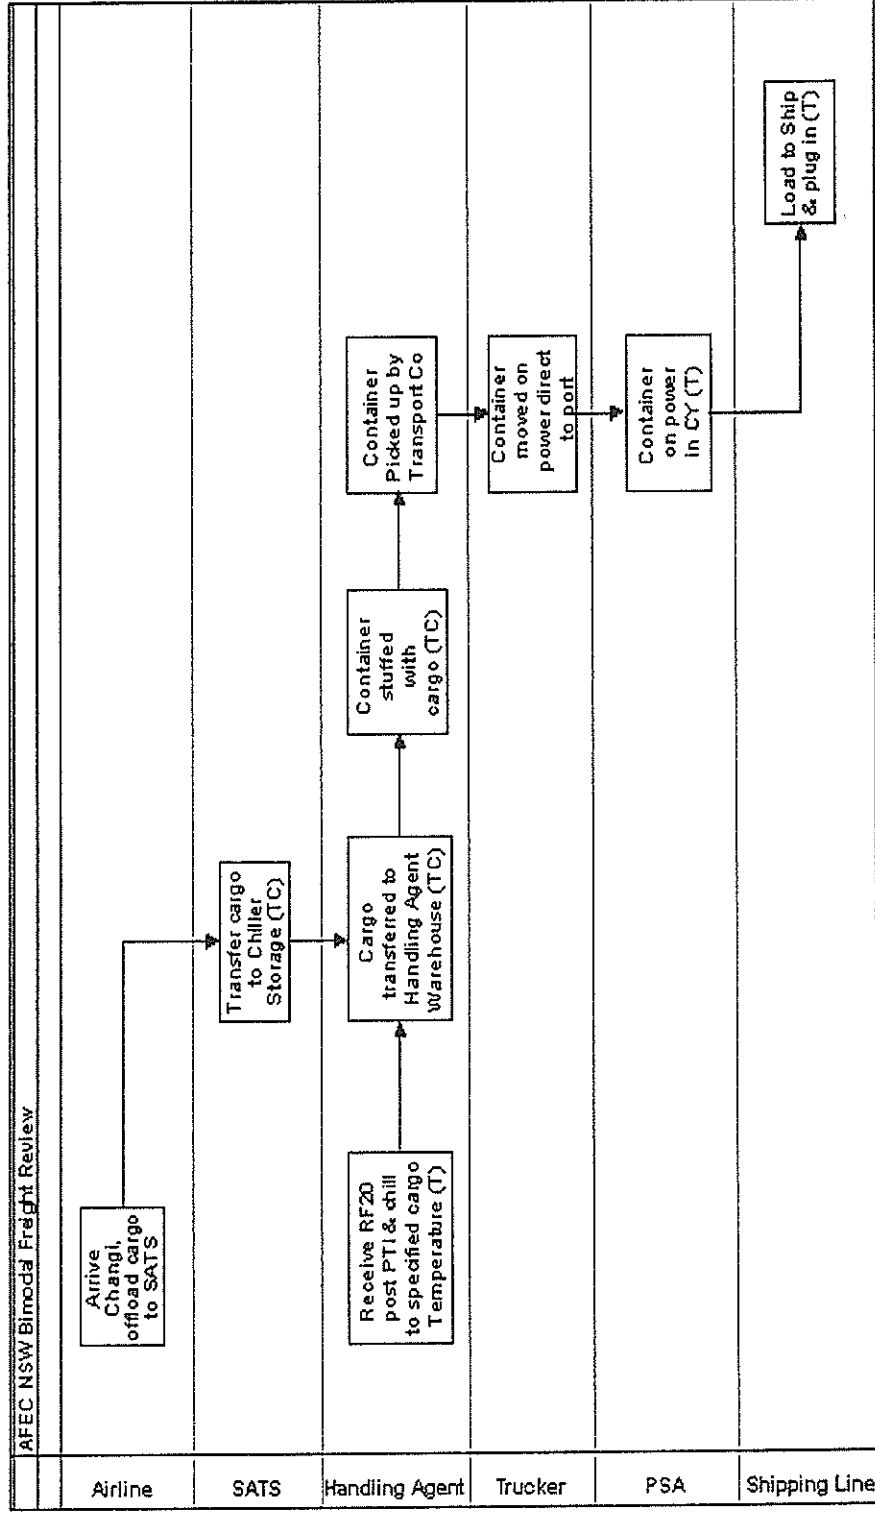 AFEC NSW Bimodal Freight Review
Airline
Arrive
Changi,
offload cargo
to SATS
SATS
Transfer cargo
to Chiller
Storage (TC)
Handling Agent
Receive RF20
post PTI & chill
to specified cargo
Temperature (T)
Cargo
transferred to
Handling Agent
Warehouse (TC)
Container
stuffed
with
cargo (TC)
Container
Picked up by
Transport Co
Trucker
Container
moved on
power direct
to port
PSA
Container
on power
in CY (T)
Shipping Line
Load to Ship
& plug in (T)